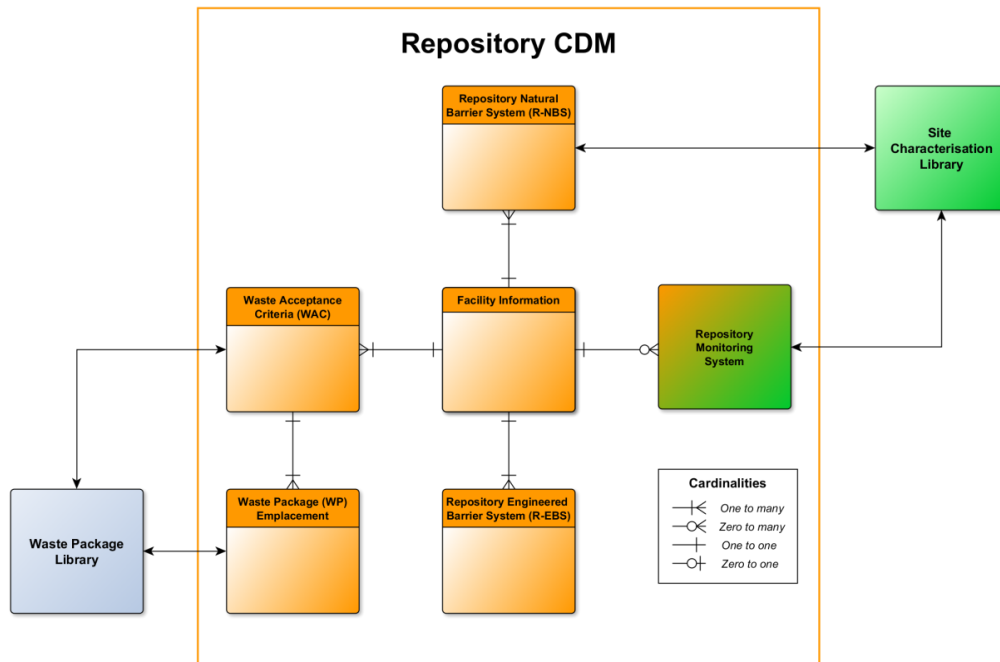 Repository CDM
Repository Natural
Barrier System (R-NBS)
Site
Characterisation
Library
Waste Acceptance
Criteria (WAC)
Facility Information
Repository
Monitoring
System
Waste Package (WP)
Emplacement
Repository Engineered
Barrier System (R-EBS)
Waste Package
Library
Cardinalities
One to many
Zero to many
One to one
Zero to one